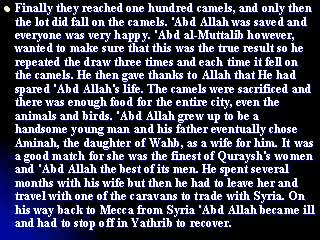 Finally they reached one hundred camels, and only then
the lot did fall on the camels. 'Abd Allah was saved and
everyone was very happy. 'Abd al-Muttalib however,
wanted to make sure that this was the true result so he
repeated the draw three times and each time it fell on
the camels. He then gave thanks to Allah that He had
spared 'Abd Allah's life. The camels were sacrificed and
there was enough food for the entire city, even the
animals and birds. 'Abd Allah grew up to be a
handsome young man and his father eventually chose
Aminah, the daughter of Wahb, as a wife for him. It was
a good match for she was the finest of Quraysh's women
and 'Abd Allah the best of its men. He spent several
months with his wife but then he had to leave her and
travel with one of the caravans to trade with Syria. On
his way back to Mecca from Syria 'Abd Allah became ill
and had to stop off in Yathrib to recover.